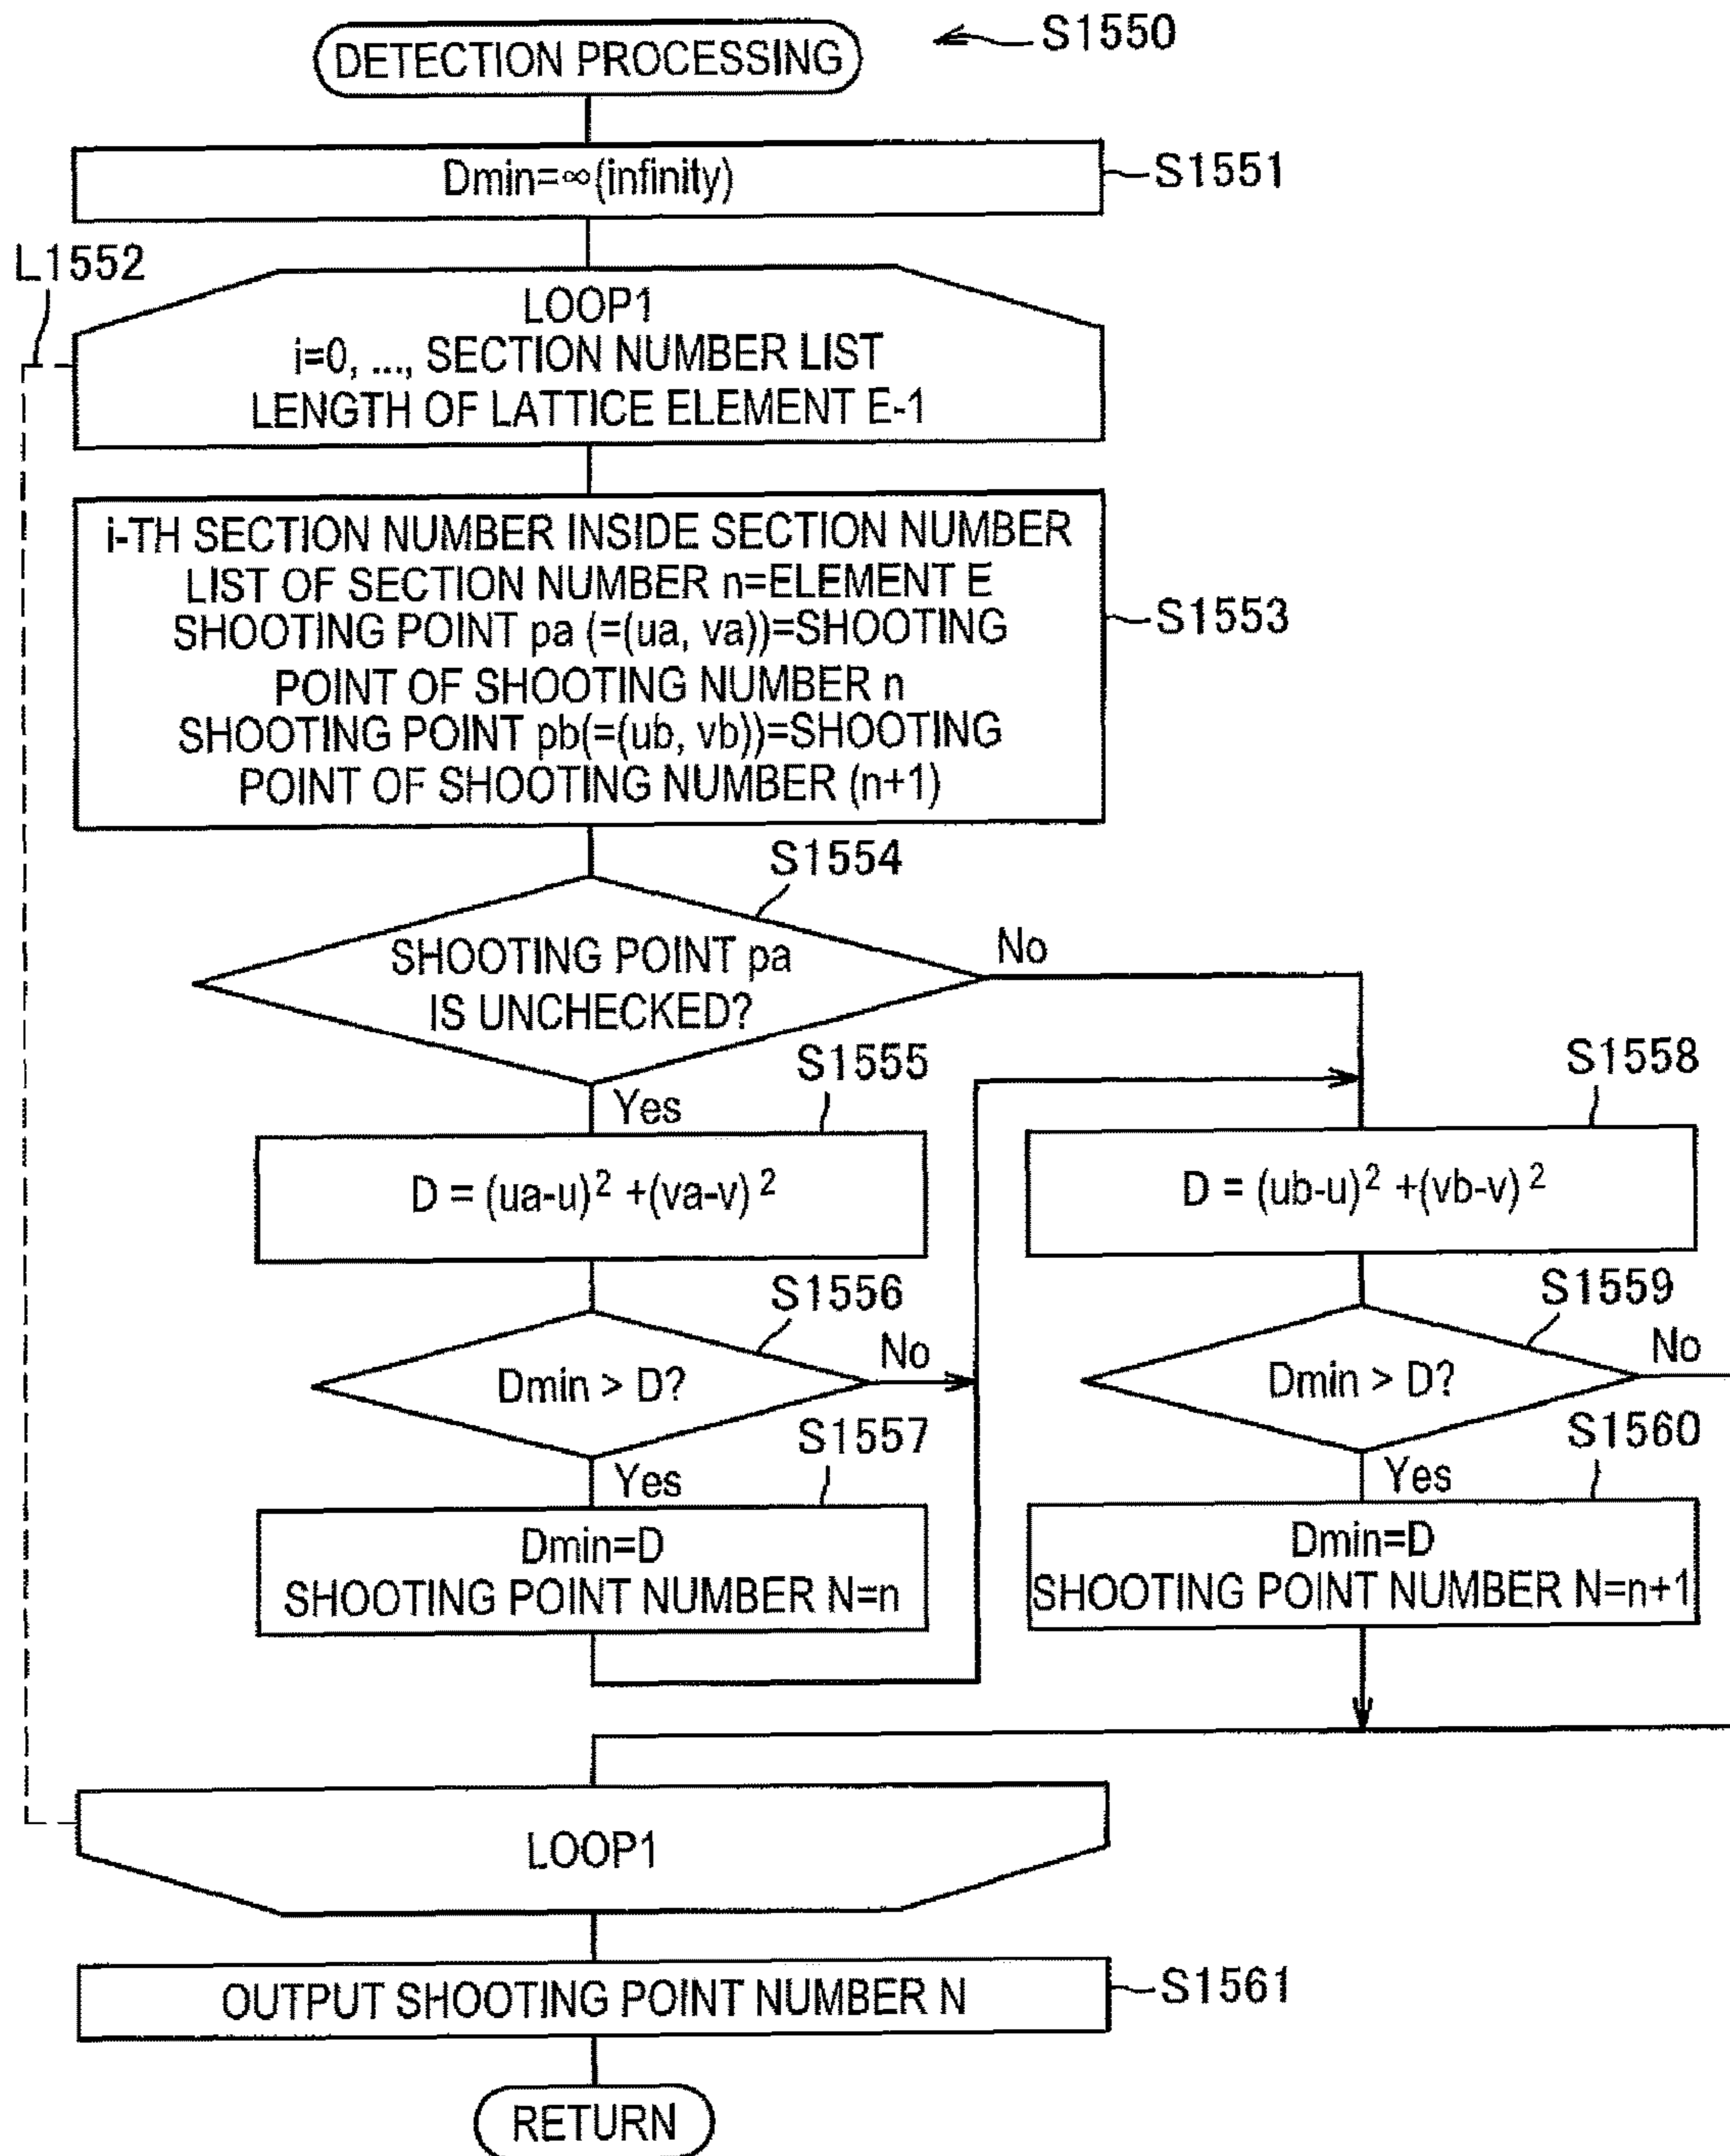 DETECTION PROCESSING
S1550
Dmin=∞(infinity)
S1551
L1552
LOOP1
i=0, ..., SECTION NUMBER LIST
LENGTH OF LATTICE ELEMENT E-1
i-TH SECTION NUMBER INSIDE SECTION NUMBER
LIST OF SECTION NUMBER n=ELEMENT E
SHOOTING POINT pa (=(ua, va))=SHOOTING
POINT OF SHOOTING NUMBER n
SHOOTING POINT pb(=(ub, vb))=SHOOTING
POINT OF SHOOTING NUMBER (n+1)
S1553
S1554
SHOOTING POINT pa
IS UNCHECKED?
No
Yes
S1555
D = (ua-u)² +(va-v)²
S1556
Dmin > D?
No
Yes
S1557
Dmin=D
SHOOTING POINT NUMBER N=n
S1558
D = (ub-u)² +(vb-v)²
S1559
Dmin > D?
No
Yes
S1560
Dmin=D
SHOOTING POINT NUMBER N=n+1
LOOP1
OUTPUT SHOOTING POINT NUMBER N
S1561
RETURN